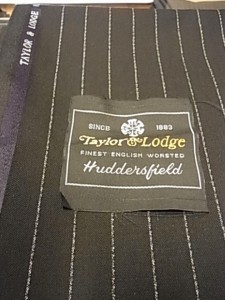 TAYLOR & LODGE
SINCE 1883
Taylor & Lodge
FINEST ENGLISH WORSTED
Huddersfield